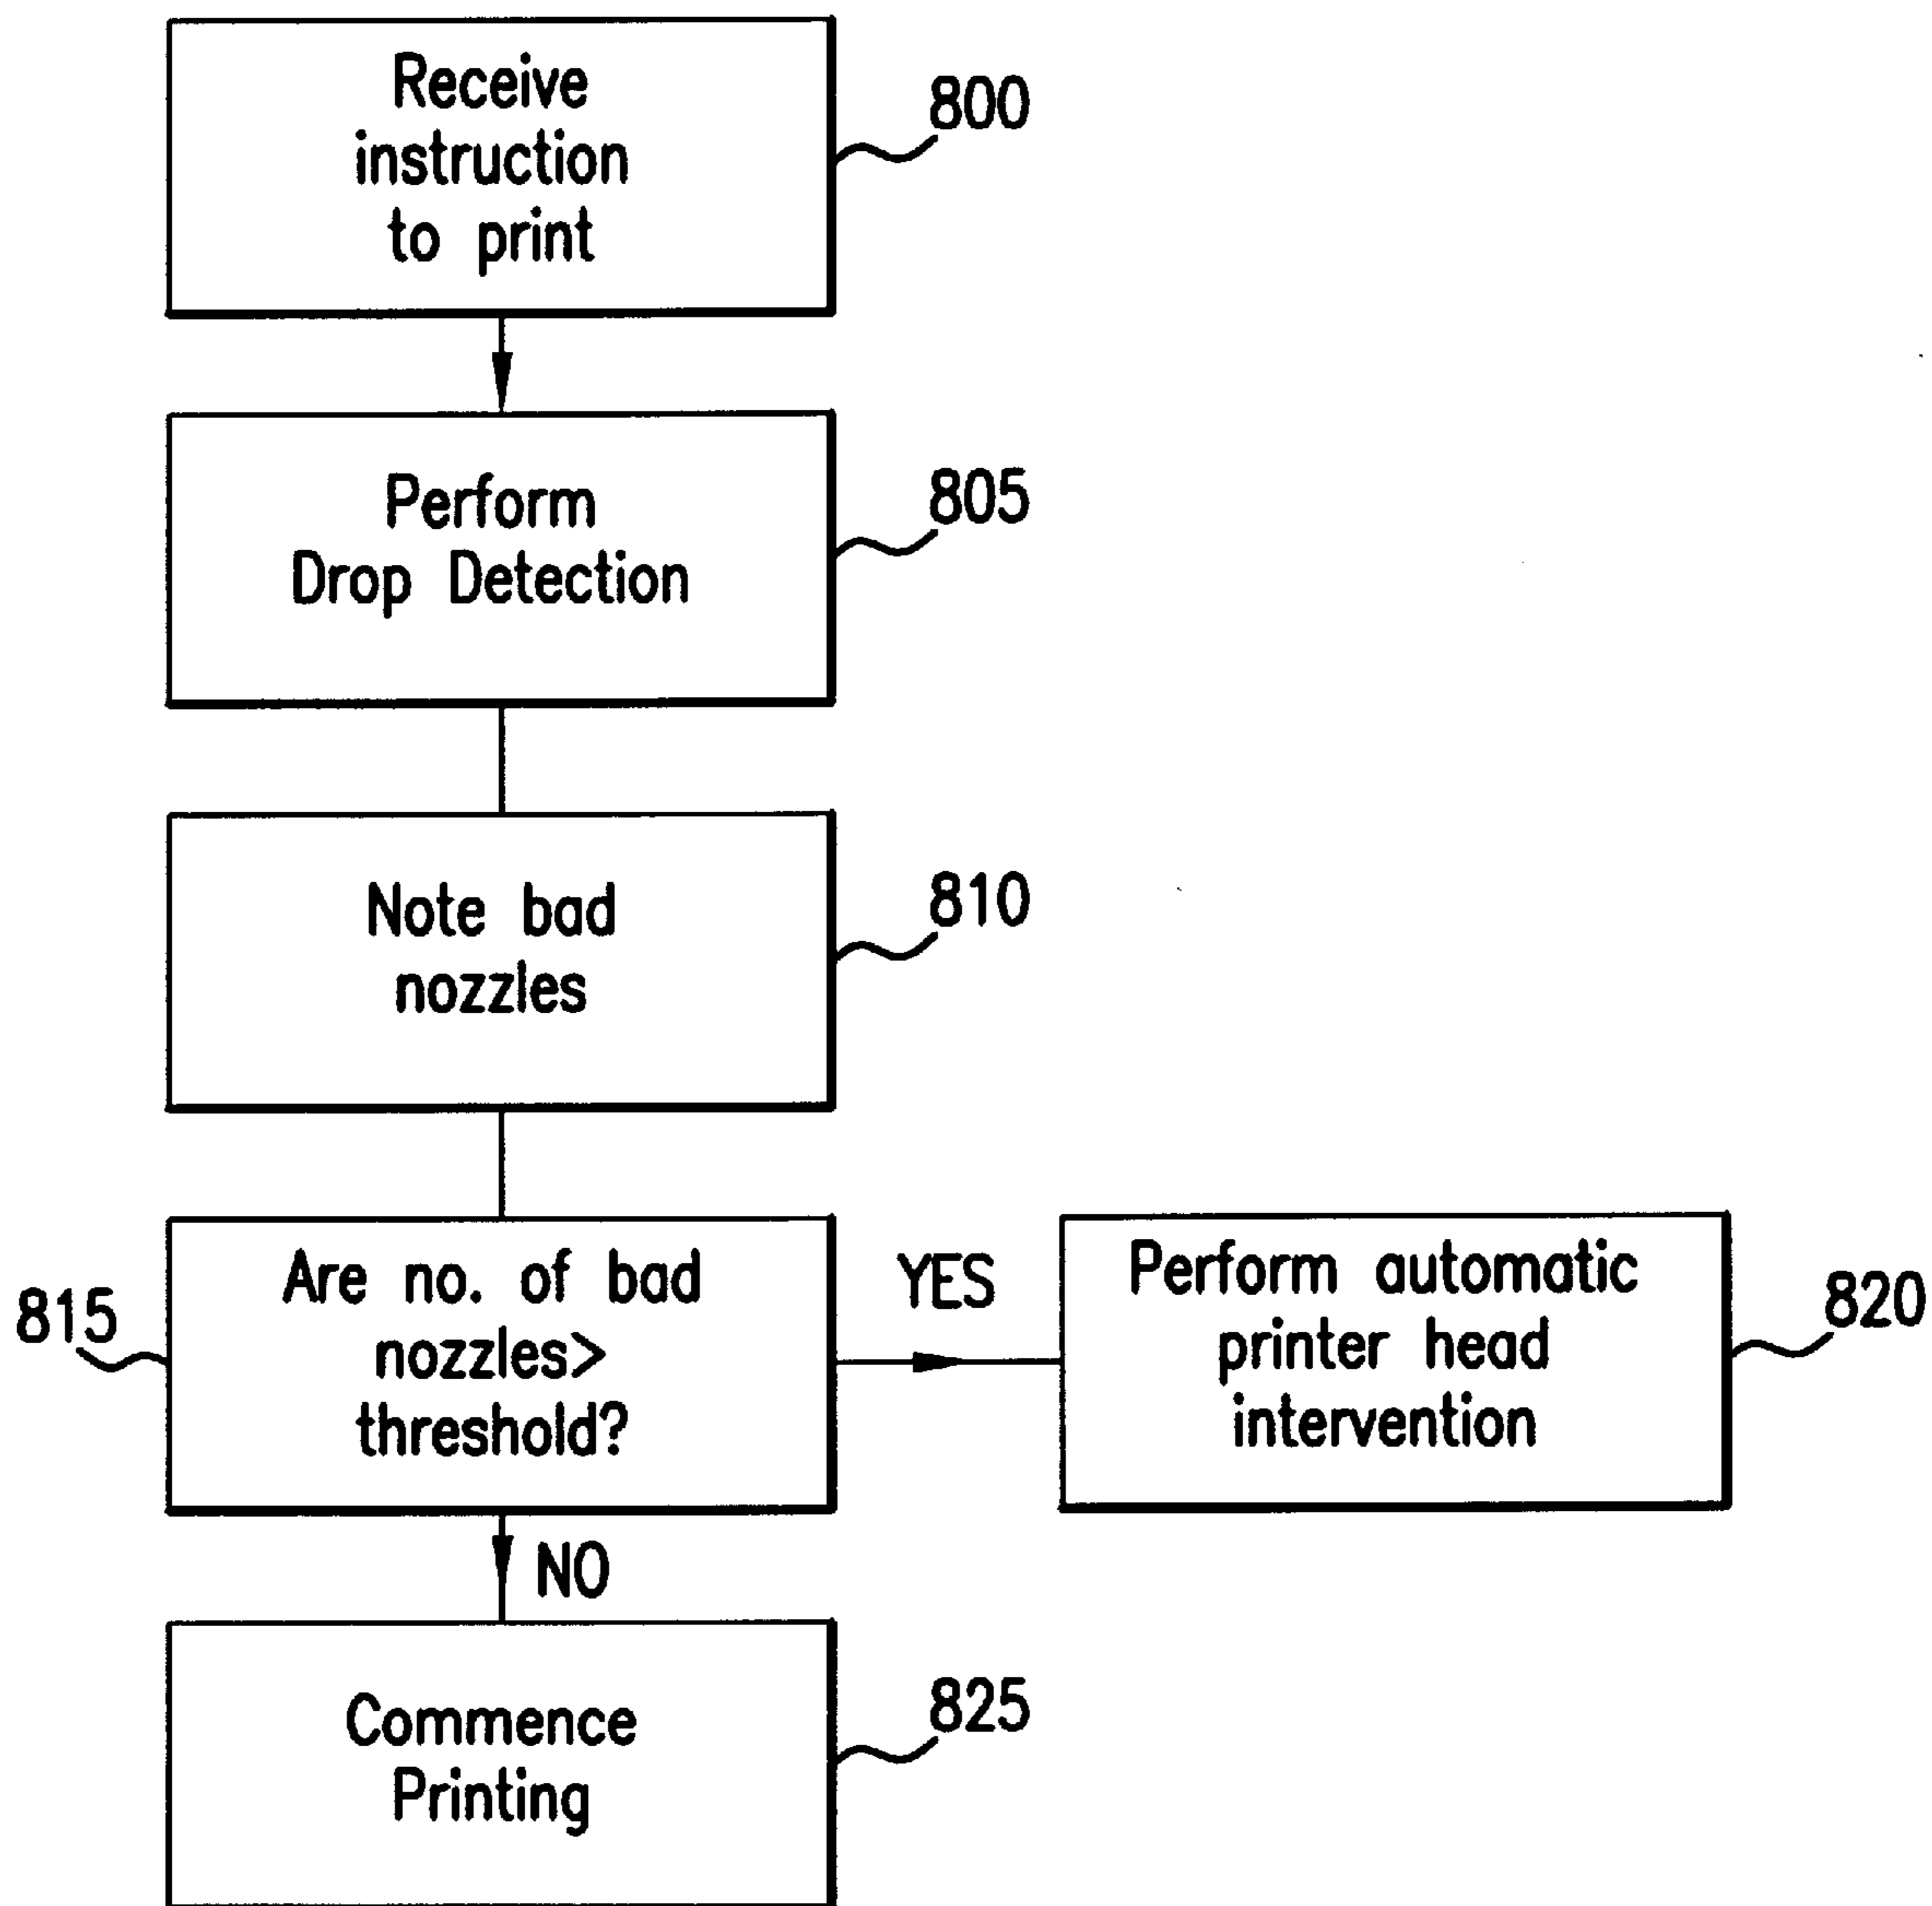 Receive
instruction
to print
800
Perform
Drop Detection
805
Note bad
nozzles
810
Are no. of bad
nozzles>
threshold?
815
YES
Perform automatic
printer head
intervention
820
NO
Commence
Printing
825